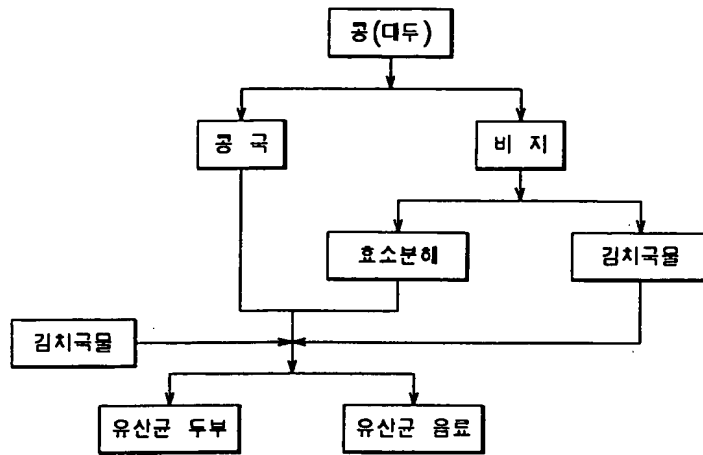 콩(대두)
콩 국
비 지
효소분해
김치국물
김치국물
유산균 두부
유산균 음료